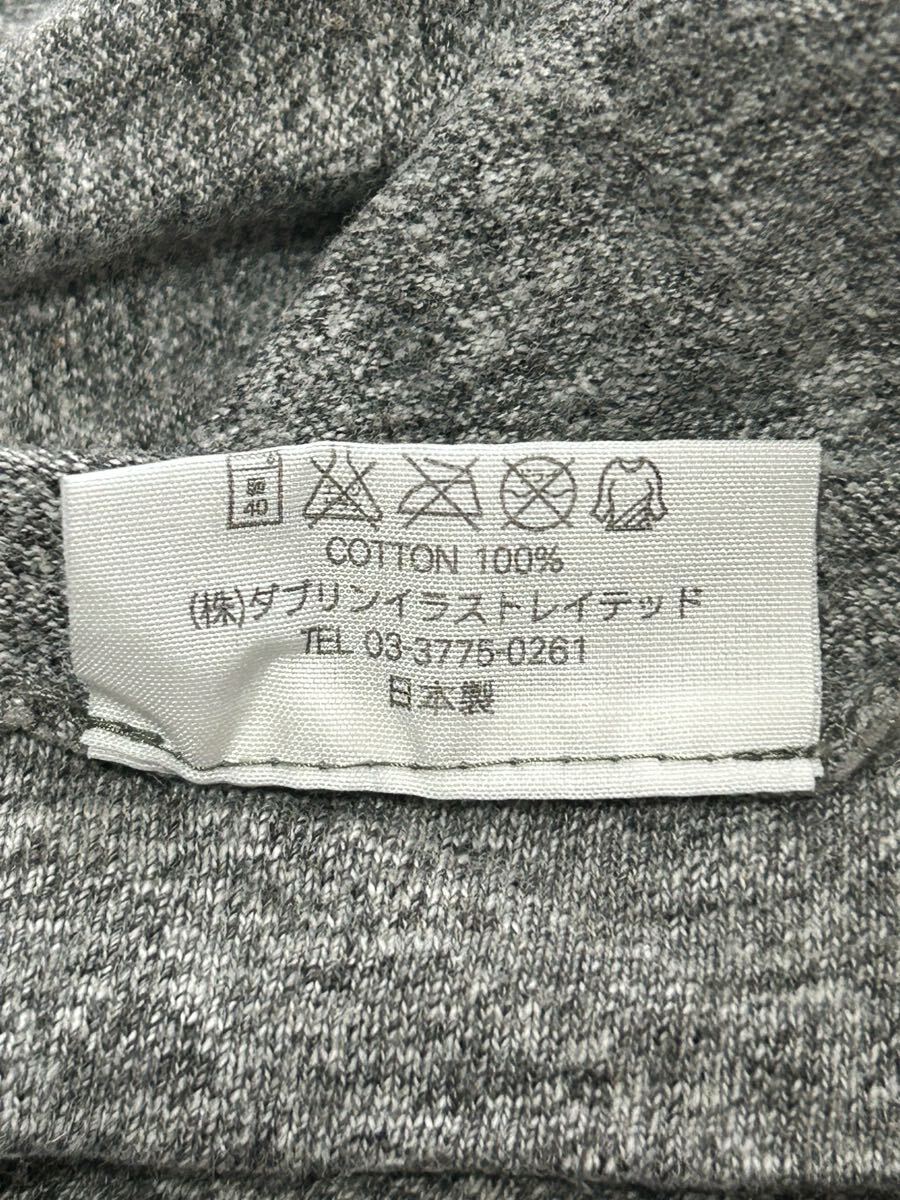 40
COTTON 100%
(株)ダブリンイラストレイテッド
TEL 03-3775-0261
日本製